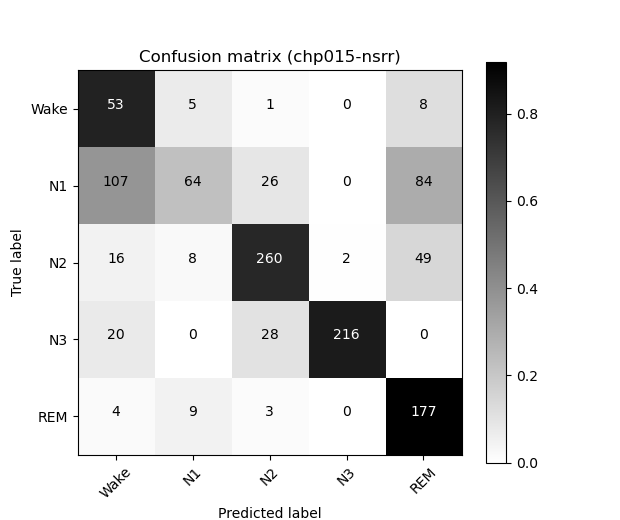 Confusion matrix (chp015-nsrr)
True label
Wake 53 5 1 0 8
N1 107 64 26 0 84
N2 16 8 260 2 49
N3 20 0 28 216 0
REM 4 9 3 0 177
Wake N1 N2 N3 REM
Predicted label
0.8
0.6
0.4
0.2
0.0